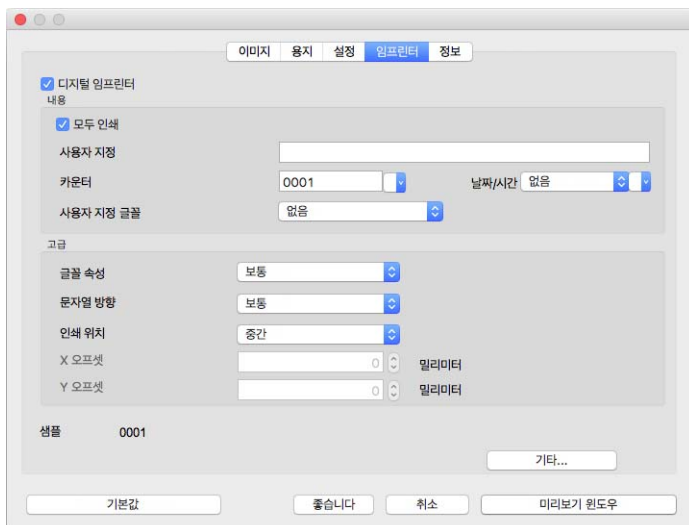 이미지 용지 설정 임프린터 정보
디지털 임프린터
내용
모두 인쇄
사용자 지정
카운터 0001 날짜/시간 없음
사용자 지정 글꼴 없음
고급
글꼴 속성 보통
문자열 방향 보통
인쇄 위치 중간
X 오프셋 0 밀리미터
Y 오프셋 0 밀리미터
샘플 0001
기타...
기본값 좋습니다 취소 미리보기 윈도우